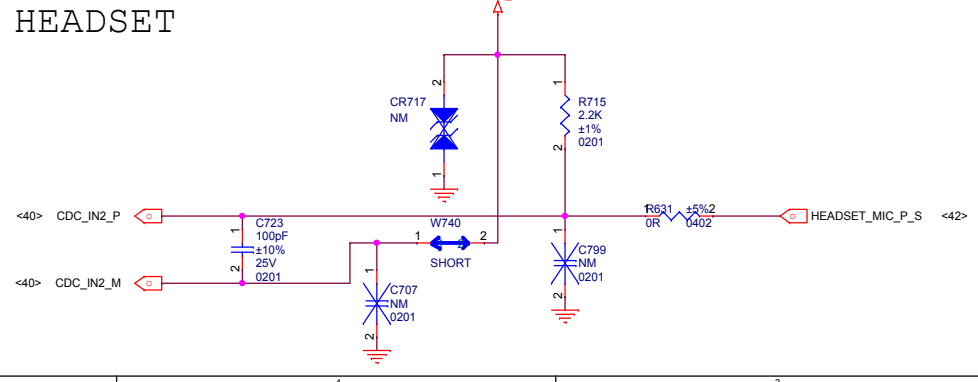 HEADSET
2
CR717
NM
1
1
R715
2.2K
±1%
0201
2
<40> CDC_IN2_P
1
C723
100pF
±10%
25V
0201
2
W740
1 2
SHORT
1 R631 ±5% 2
0R 0402
HEADSET_MIC_P_S <42>
<40> CDC_IN2_M
1
C707
NM
0201
2
1
C799
NM
0201
2